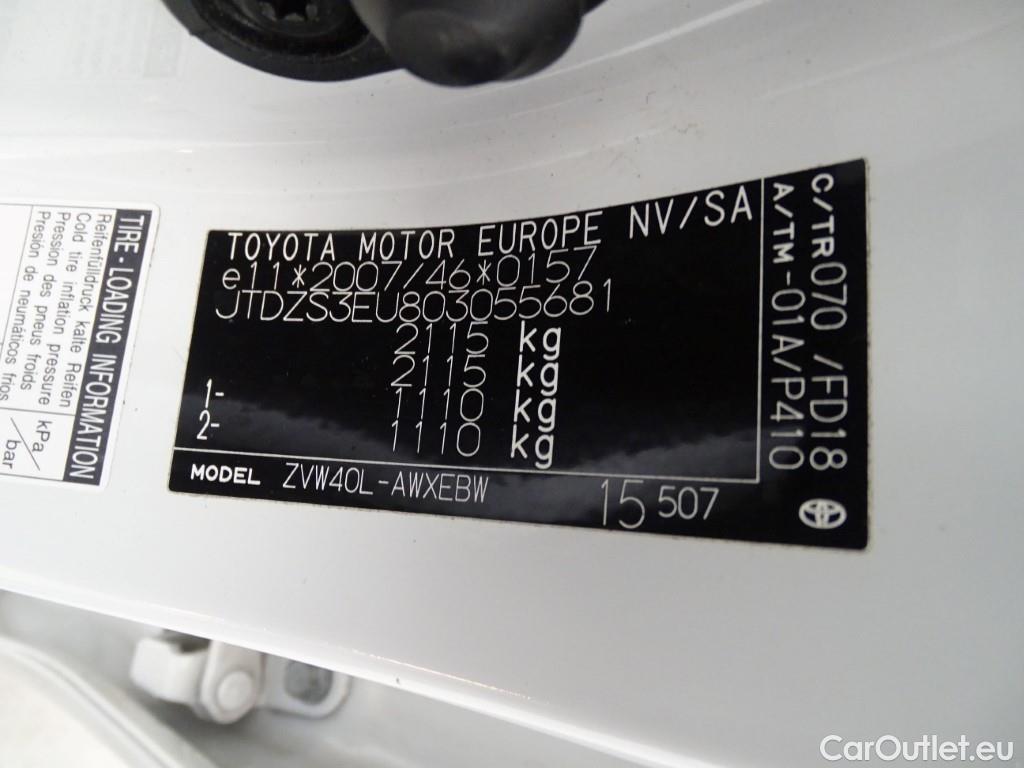 TIRE-LOADING INFORMATION
Reifenfülldruck kalte Reifen
Cold tire inflation pressure
Pression des pneus froids
Presión de neumáticos frios
kPa/
/bar
TOYOTA MOTOR EUROPE NV/SA
e11*2007/46*0157
JTDZS3EU803055681
2115 kg
2115 kg
1- 1110 kg
2- 1110 kg
MODEL ZVW40L-AWXEBW 15 507
C/TR070 /FD18
A/TM-01A/P410
CarOutlet.eu